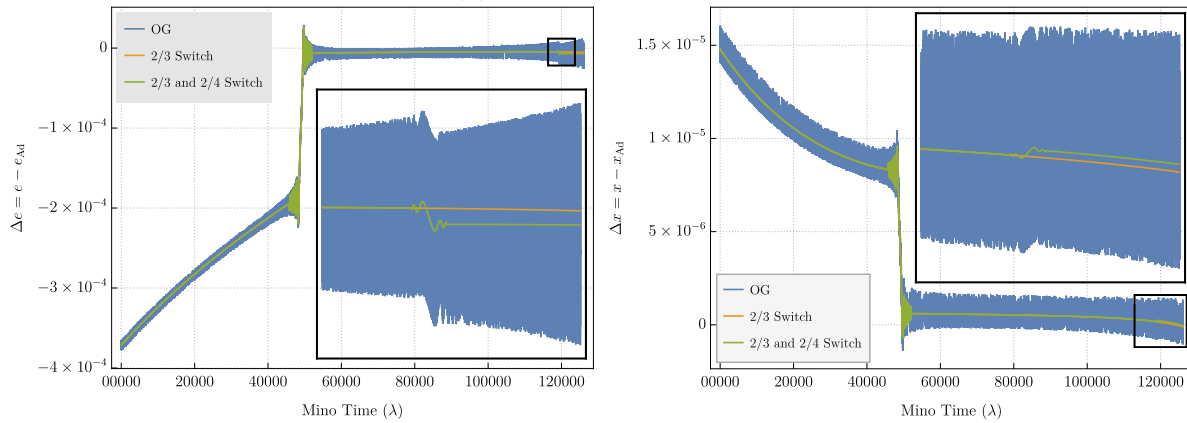 OG
2/3 Switch
2/3 and 2/4 Switch
0
−1 × 10⁻⁴
−2 × 10⁻⁴
−3 × 10⁻⁴
−4 × 10⁻⁴
Δe = e − e_Ad
00000 20000 40000 60000 80000 100000 120000
Mino Time (λ)
1.5 × 10⁻⁵
1. × 10⁻⁵
5. × 10⁻⁶
0
Δx = x − x_Ad
OG
2/3 Switch
2/3 and 2/4 Switch
00000 20000 40000 60000 80000 100000 120000
Mino Time (λ)